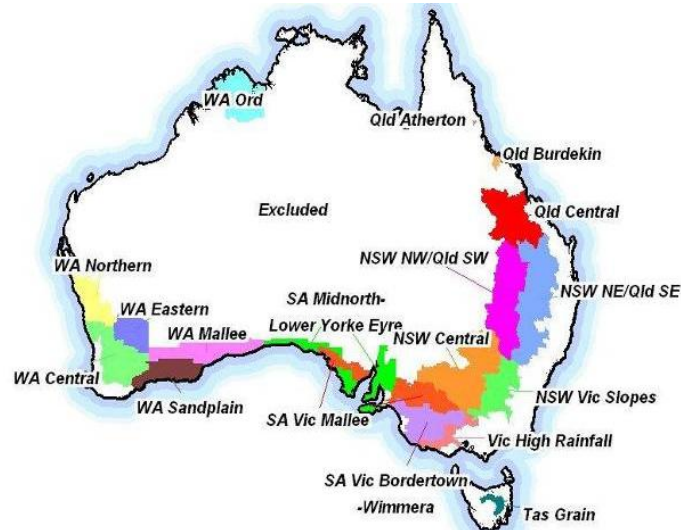 WA Ord
Qld Atherton
Qld Burdekin
Excluded
Qld Central
WA Northern
NSW NW/Qld SW
SA Midnorth-
NSW NE/Qld SE
WA Eastern
Lower Yorke Eyre
WA Mallee
NSW Central
WA Central
NSW Vic Slopes
WA Sandplain
SA Vic Mallee
Vic High Rainfall
SA Vic Bordertown
-Wimmera
Tas Grain